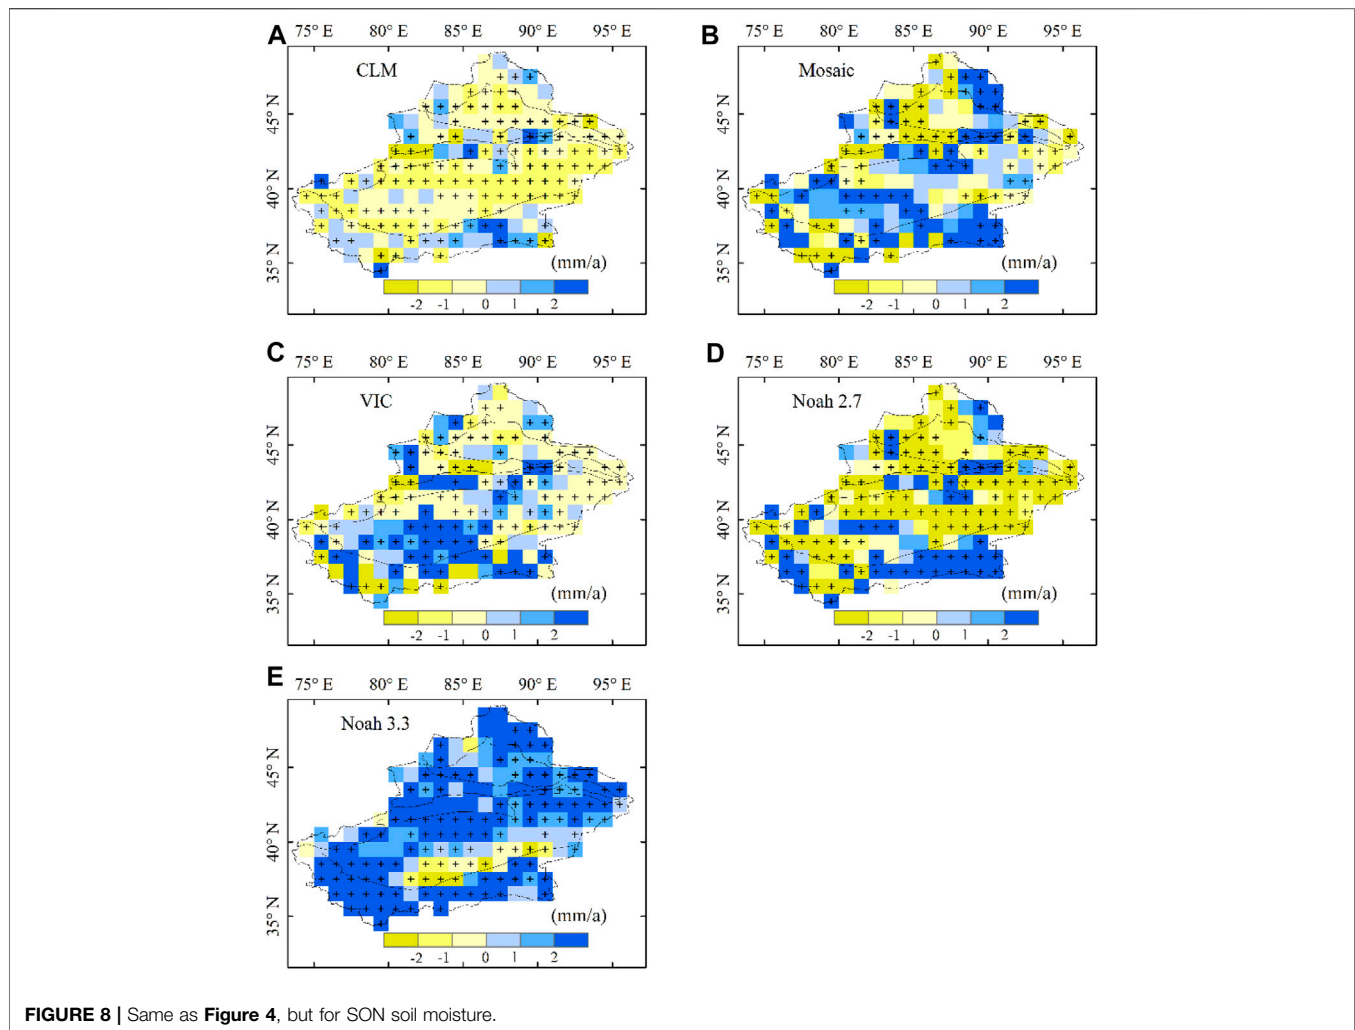 A
75° E 80° E 85° E 90° E 95° E
CLM
45° N
40° N
35° N
(mm/a)
-2 -1 0 1 2
B
75° E 80° E 85° E 90° E 95° E
Mosaic
45° N
40° N
35° N
(mm/a)
-2 -1 0 1 2
C
75° E 80° E 85° E 90° E 95° E
VIC
45° N
40° N
35° N
(mm/a)
-2 -1 0 1 2
D
75° E 80° E 85° E 90° E 95° E
Noah 2.7
45° N
40° N
35° N
(mm/a)
-2 -1 0 1 2
E
75° E 80° E 85° E 90° E 95° E
Noah 3.3
45° N
40° N
35° N
(mm/a)
-2 -1 0 1 2
FIGURE 8 | Same as Figure 4, but for SON soil moisture.